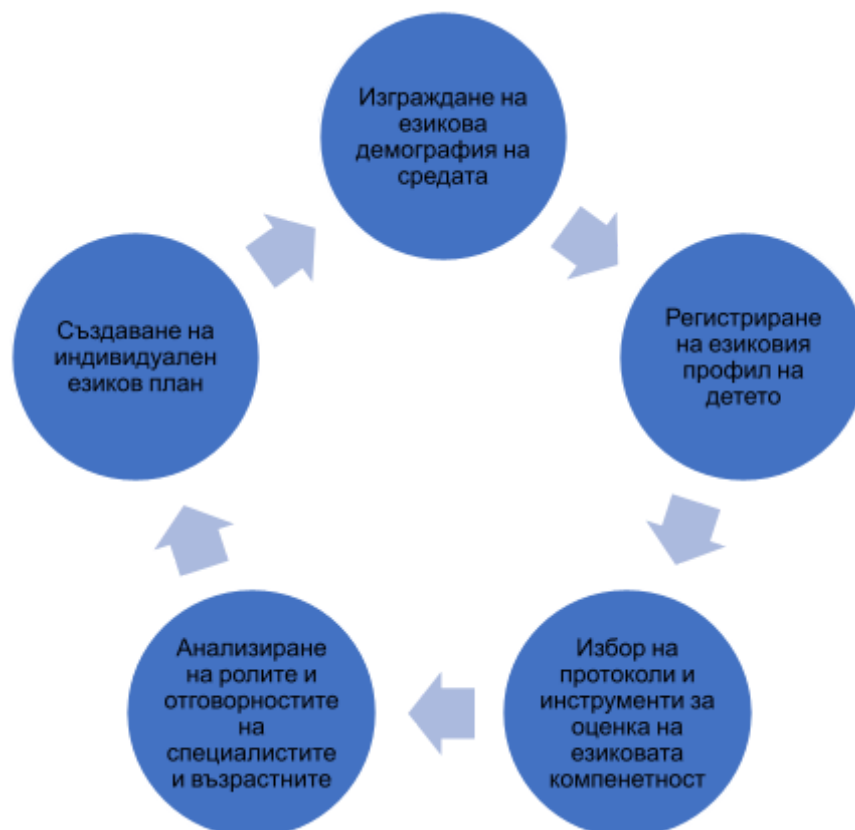 Изграждане на
езикова
демография на
средата
Регистриране
на езиковия
профил на
детето
Избор на
протоколи и
инструменти за
оценка на
езиковата
компенетност
Анализиране
на ролите и
отговорностите
на
специалистите
и възрастните
Създаване на
индивидуален
езиков план